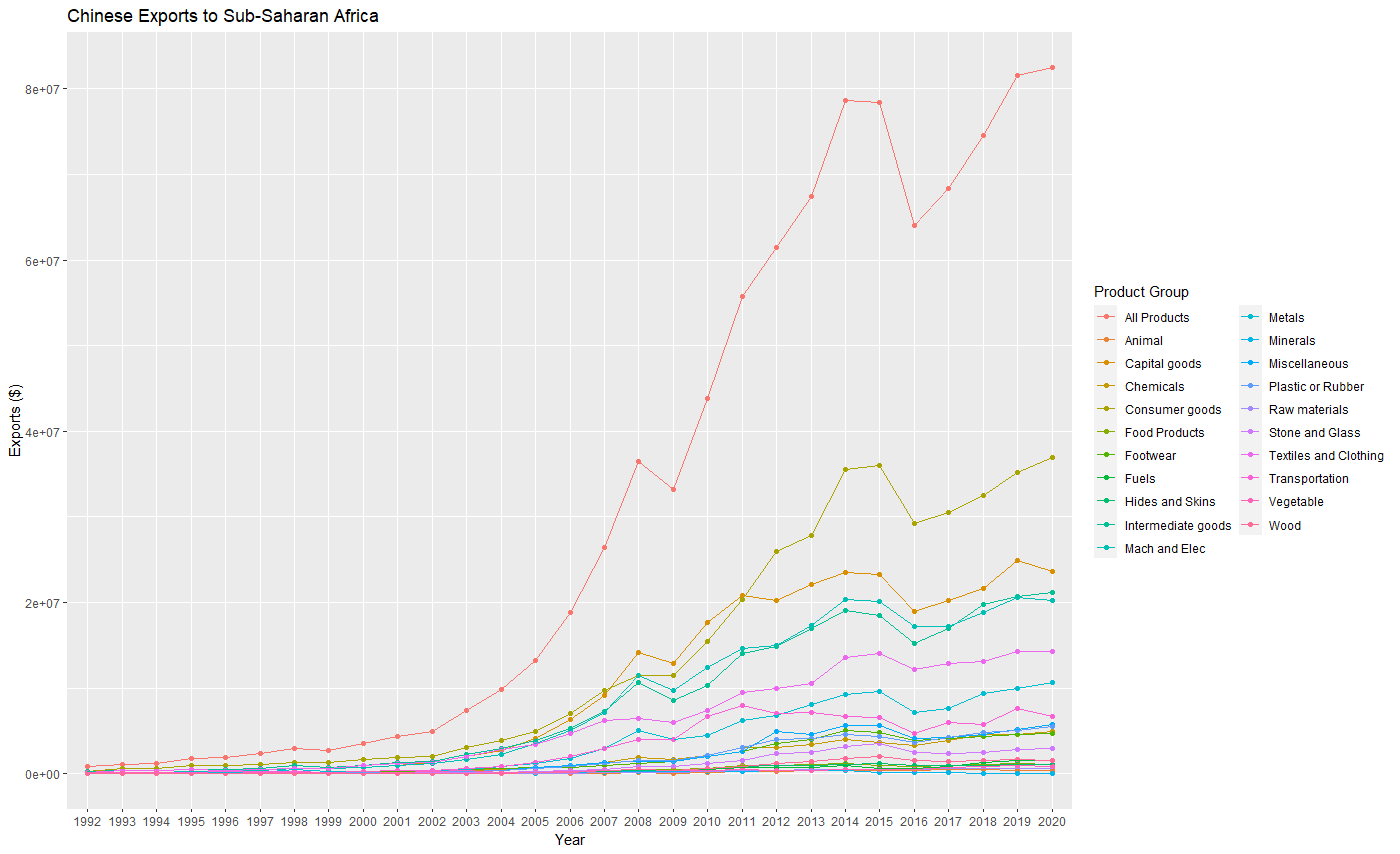 Chinese Exports to Sub-Saharan Africa
Exports ($)
8e+07
6e+07
4e+07
2e+07
0e+00
1992 1993 1994 1995 1996 1997 1998 1999 2000 2001 2002 2003 2004 2005 2006 2007 2008 2009 2010 2011 2012 2013 2014 2015 2016 2017 2018 2019 2020
Year
Product Group
All Products
Animal
Capital goods
Chemicals
Consumer goods
Food Products
Footwear
Fuels
Hides and Skins
Intermediate goods
Mach and Elec
Metals
Minerals
Miscellaneous
Plastic or Rubber
Raw materials
Stone and Glass
Textiles and Clothing
Transportation
Vegetable
Wood